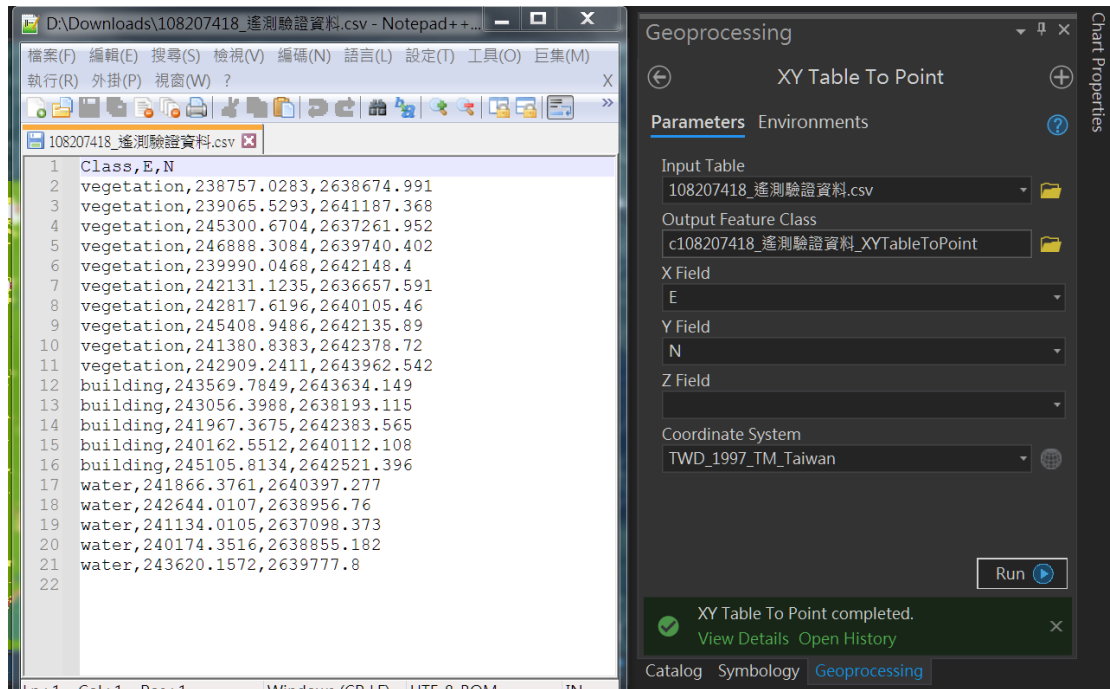 D:\Downloads\108207418_遙測驗證資料.csv - Notepad++...
檔案(F) 編輯(E) 搜尋(S) 檢視(V) 編碼(N) 語言(L) 設定(T) 工具(O) 巨集(M)
執行(R) 外掛(P) 視窗(W) ? X
108207418_遙測驗證資料.csv
1 Class,E,N
2 vegetation,238757.0283,2638674.991
3 vegetation,239065.5293,2641187.368
4 vegetation,245300.6704,2637261.952
5 vegetation,246888.3084,2639740.402
6 vegetation,239990.0468,2642148.4
7 vegetation,242131.1235,2636657.591
8 vegetation,242817.6196,2640105.46
9 vegetation,245408.9486,2642135.89
10 vegetation,241380.8383,2642378.72
11 vegetation,242909.2411,2643962.542
12 building,243569.7849,2643634.149
13 building,243056.3988,2638193.115
14 building,241967.3675,2642383.565
15 building,240162.5512,2640112.108
16 building,245105.8134,2642521.396
17 water,241866.3761,2640397.277
18 water,242644.0107,2638956.76
19 water,241134.0105,2637098.373
20 water,240174.3516,2638855.182
21 water,243620.1572,2639777.8
22
Ln : 1 Col : 1 Pos : 1 Windows (CR LF) UTF-8-BOM IN
Geoprocessing
XY Table To Point
Parameters Environments
Input Table
108207418_遙測驗證資料.csv
Output Feature Class
c108207418_遙測驗證資料_XYTableToPoint
X Field
E
Y Field
N
Z Field
Coordinate System
TWD_1997_TM_Taiwan
Run
XY Table To Point completed.
View Details Open History
Catalog Symbology Geoprocessing
Chart Properties